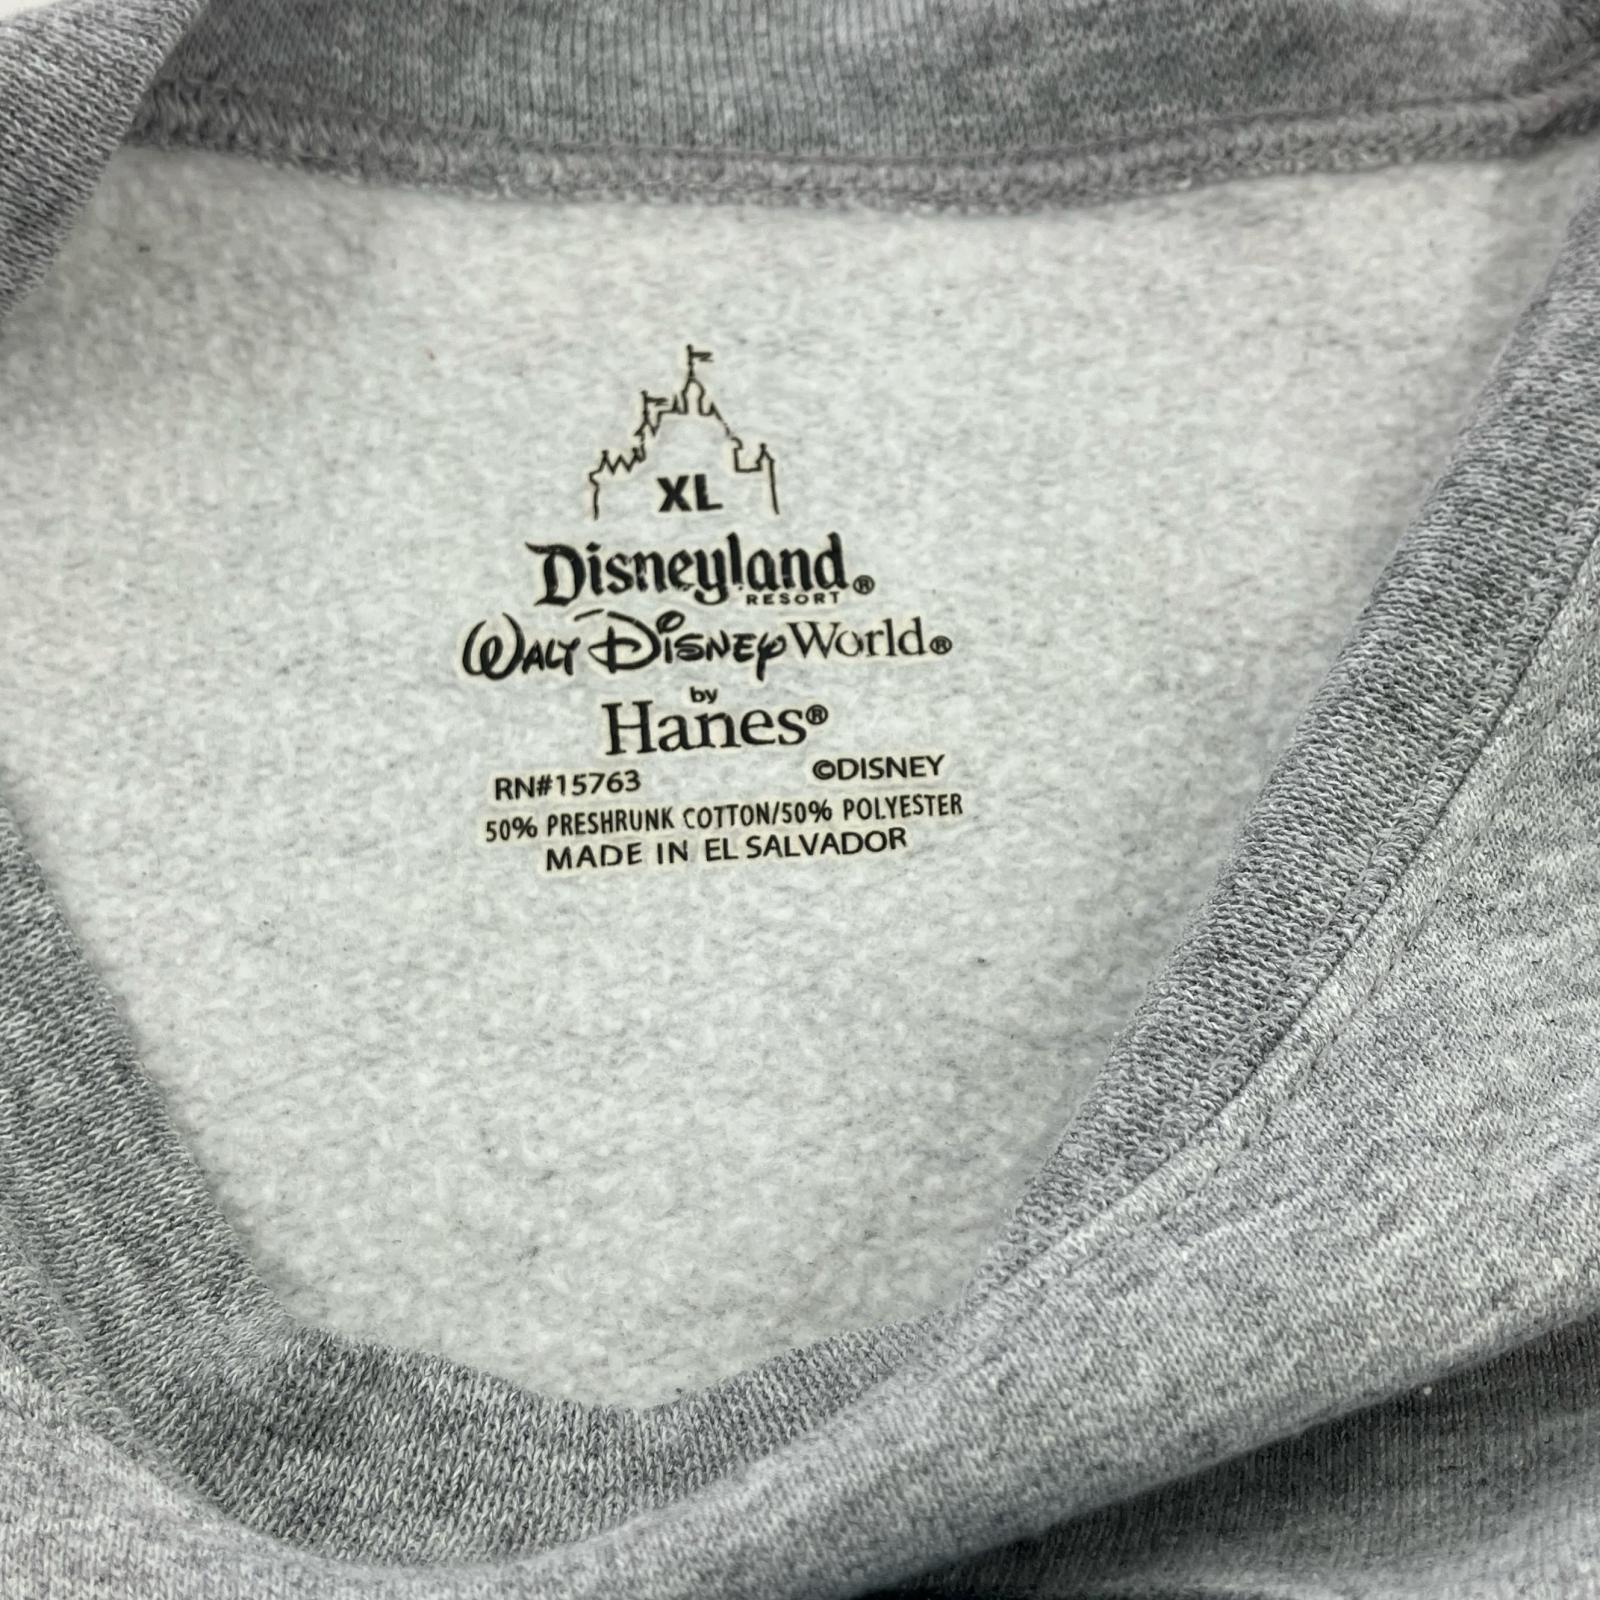 XL
Disneyland®
RESORT
WALT DISNEY World®
by
Hanes®
RN#15763 ©DISNEY
50% PRESHRUNK COTTON/50% POLYESTER
MADE IN EL SALVADOR